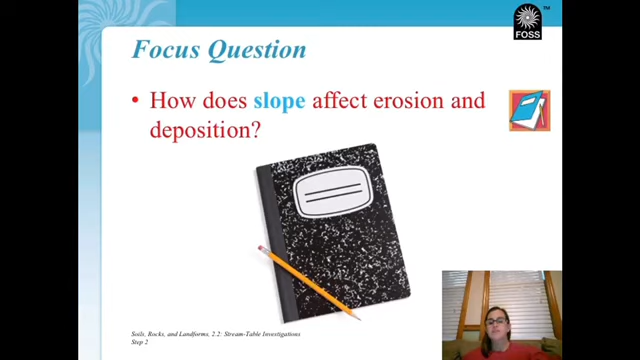 TM
FOSS
Focus Question
• How does slope affect erosion and
deposition?
Soils, Rocks, and Landforms, 2.2: Stream-Table Investigations
Step 2